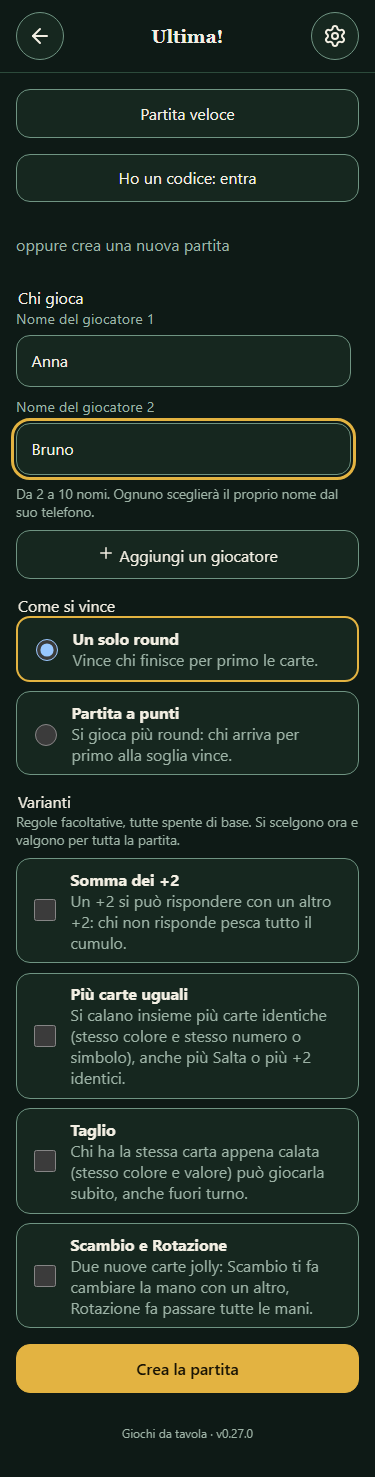 Ultima!
Partita veloce
Ho un codice: entra
oppure crea una nuova partita
Chi gioca
Nome del giocatore 1
Anna
Nome del giocatore 2
Bruno
Da 2 a 10 nomi. Ognuno sceglierà il proprio nome dal
suo telefono.
+ Aggiungi un giocatore
Come si vince
Un solo round
Vince chi finisce per primo le carte.
Partita a punti
Si gioca più round: chi arriva per
primo alla soglia vince.
Varianti
Regole facoltative, tutte spente di base. Si scelgono ora e
valgono per tutta la partita.
Somma dei +2
Un +2 si può rispondere con un altro
+2: chi non risponde pesca tutto il
cumulo.
Più carte uguali
Si calano insieme più carte identiche
(stesso colore e stesso numero o
simbolo), anche più Salta o più +2
identici.
Taglio
Chi ha la stessa carta appena calata
(stesso colore e valore) può giocarla
subito, anche fuori turno.
Scambio e Rotazione
Due nuove carte jolly: Scambio ti fa
cambiare la mano con un altro,
Rotazione fa passare tutte le mani.
Crea la partita
Giochi da tavola · v0.27.0